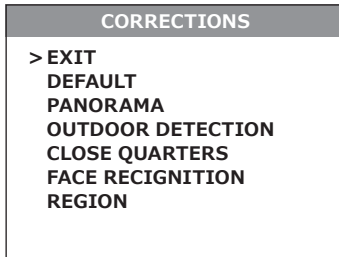 CORRECTIONS
> EXIT
DEFAULT
PANORAMA
OUTDOOR DETECTION
CLOSE QUARTERS
FACE RECIGNITION
REGION